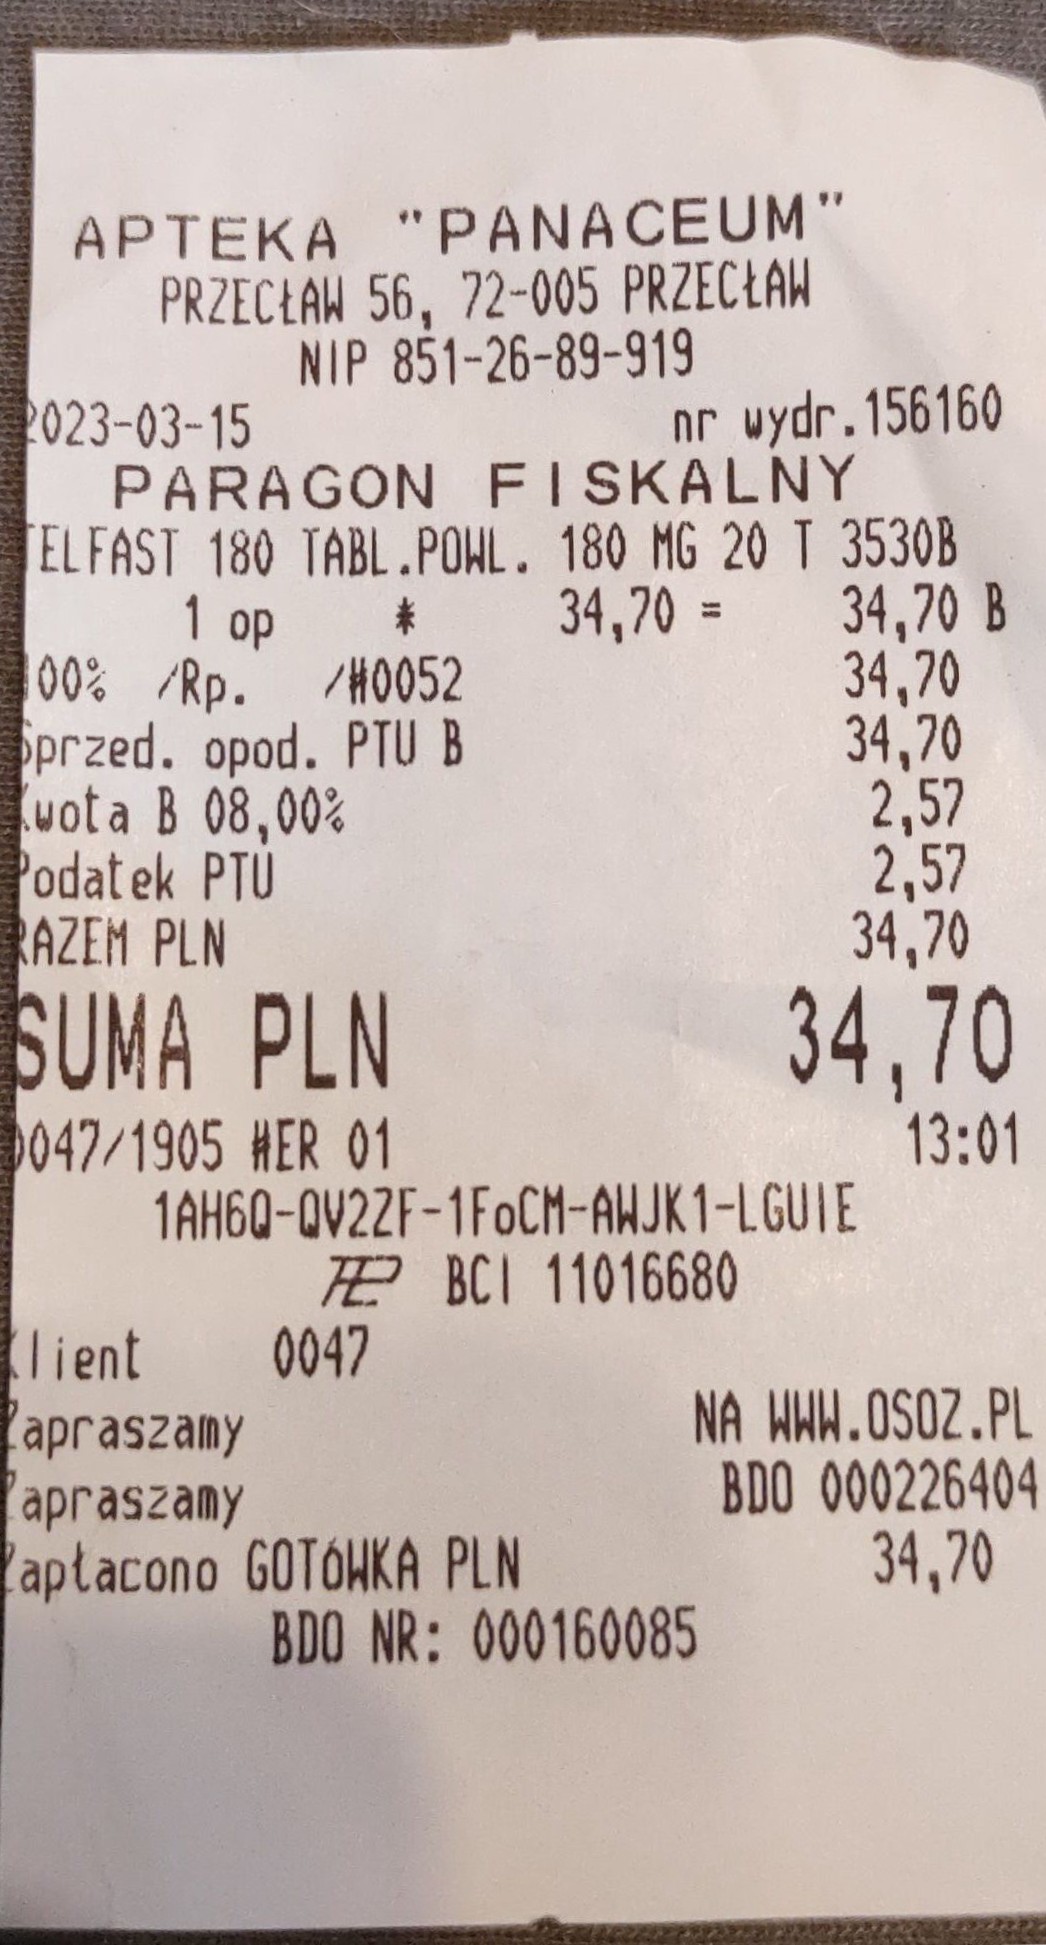 APTEKA "PANACEUM"
PRZECŁAW 56, 72-005 PRZECŁAW
NIP 851-26-89-919
2023-03-15 nr wydr.156160
PARAGON FISKALNY
TELFAST 180 TABL.POWL. 180 MG 20 T 3530B
1 op * 34,70 = 34,70 B
100% /Rp. /#0052 34,70
Sprzed. opod. PTU B 34,70
Kwota B 08,00% 2,57
Podatek PTU 2,57
RAZEM PLN 34,70
SUMA PLN 34,70
0047/1905 #ER 01 13:01
1AH6Q-QV2ZF-1FoCM-AWJK1-LGUIE
BCI 11016680
Klient 0047
Zapraszamy NA WWW.OSOZ.PL
Zapraszamy BDO 000226404
Zapłacono GOTÓWKA PLN 34,70
BDO NR: 000160085